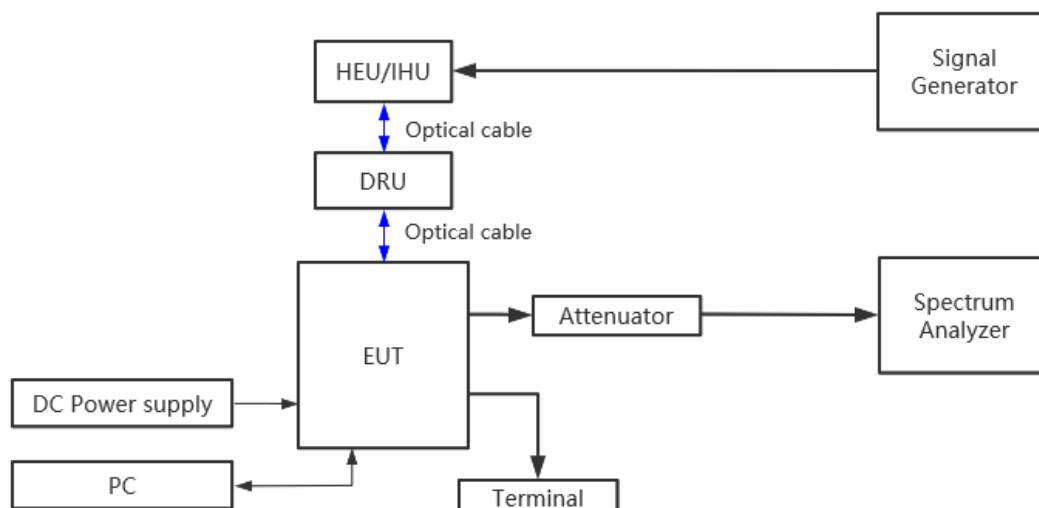 HEU/IHU
Signal
Generator
Optical cable
DRU
Optical cable
EUT
Attenuator
Spectrum
Analyzer
DC Power supply
PC
Terminal